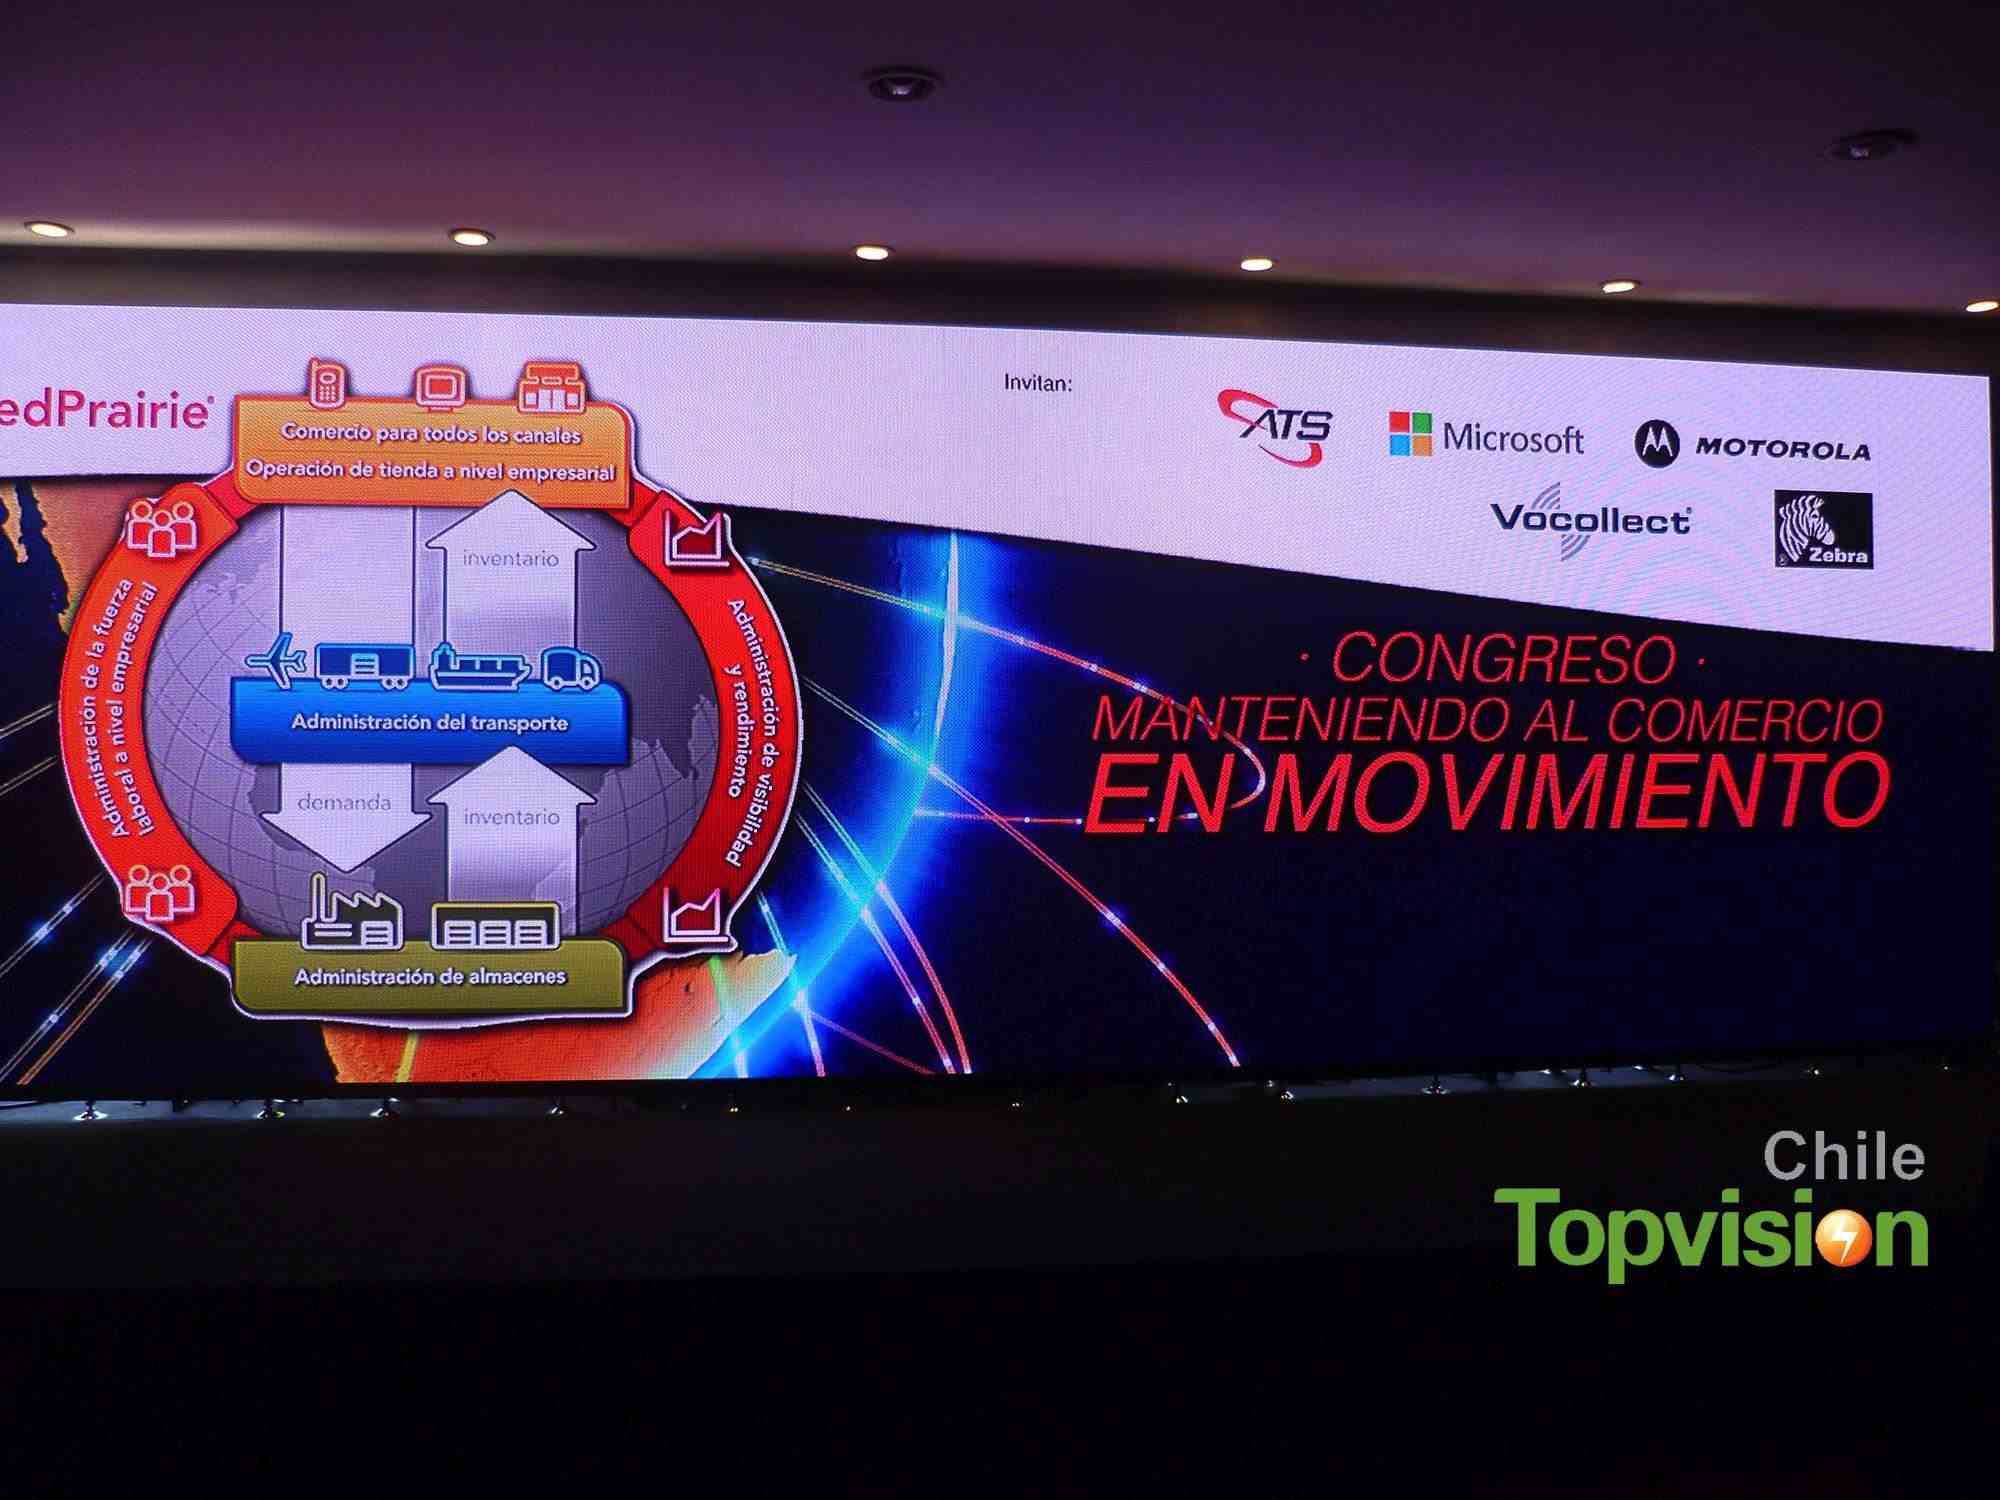 edPrairie®
Comercio para todos los canales
Operación de tienda a nivel empresarial
inventario
Administración de la fuerza
laboral a nivel empresarial
Administración de visibilidad
y rendimiento
Administración del transporte
demanda
inventario
Administración de almacenes
Invitan:
ATS
Microsoft
MOTOROLA
Vocollect®
Zebra
®
· CONGRESO ·
MANTENIENDO AL COMERCIO
EN MOVIMIENTO
Chile
Topvision